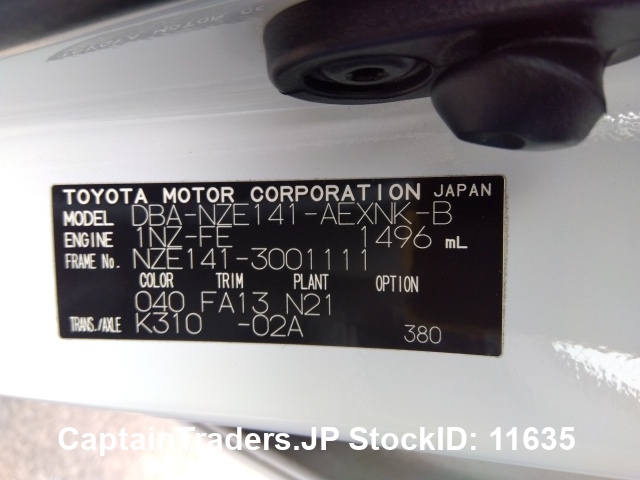 TOYOTA MOTOR CORPORATION JAPAN
MODEL DBA-NZE141-AEXNK-B
ENGINE 1NZ-FE 1496 mL
FRAME No. NZE141-3001111
COLOR TRIM PLANT OPTION
040 FA13 N21
TRANS./AXLE K310 -02A 380
CaptainTraders.JP StockID: 11635